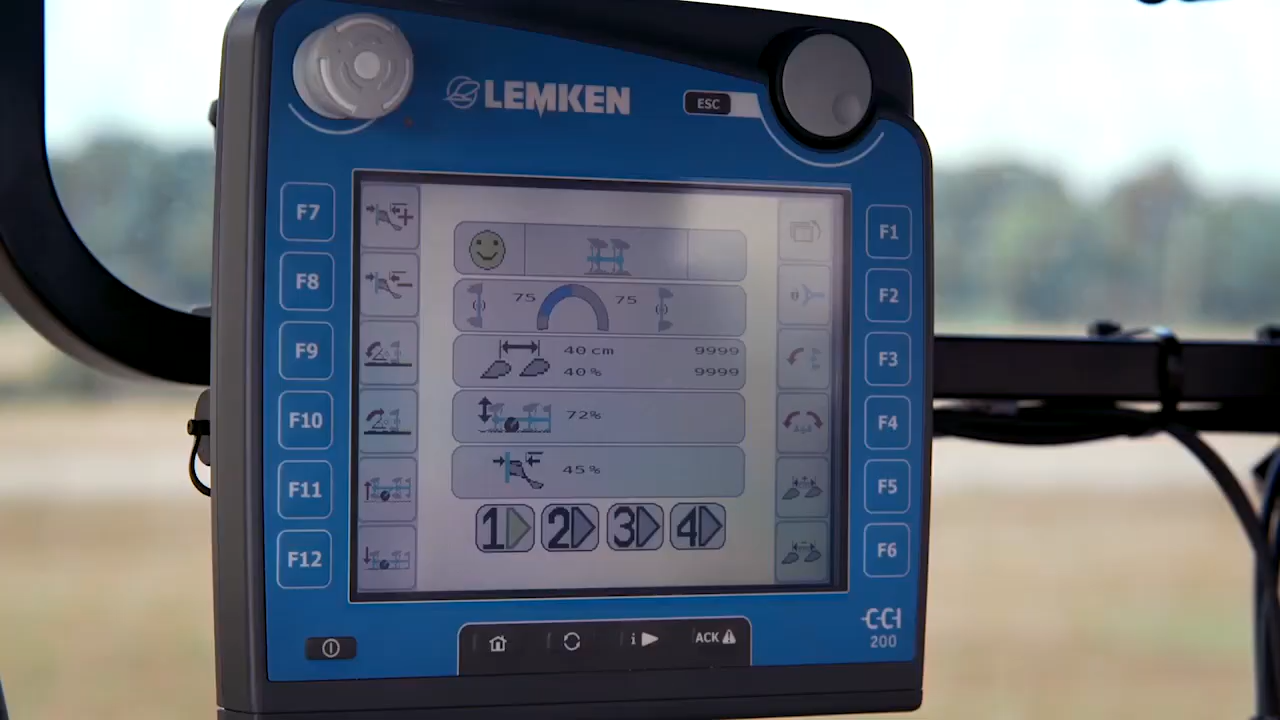 LEMKEN
ESC
F7
F8
F9
F10
F11
F12
75 75
40 cm 9999
40 % 9999
72%
45 %
1 2 3 4
F1
F2
F3
F4
F5
F6
CCI
200
i
ACK